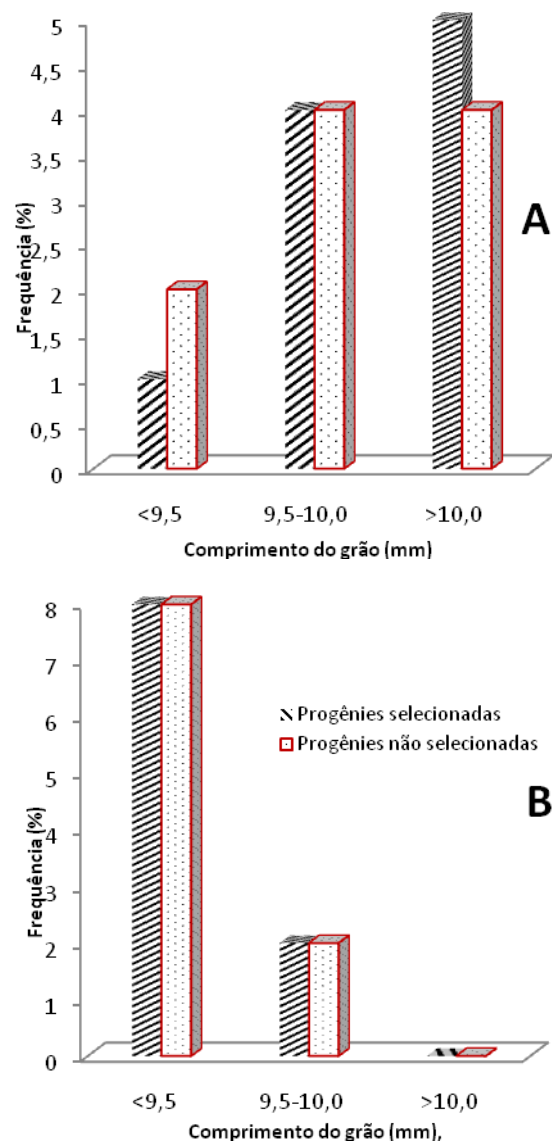 5
4,5
4
3,5
3
2,5
2
1,5
1
0,5
0
Frequência (%)
A
<9,5 9,5-10,0 >10,0
Comprimento do grão (mm)
8
7
6
5
4
3
2
1
0
Frequência (%)
Progênies selecionadas
Progênies não selecionadas
B
<9,5 9,5-10,0 >10,0
Comprimento do grão (mm),